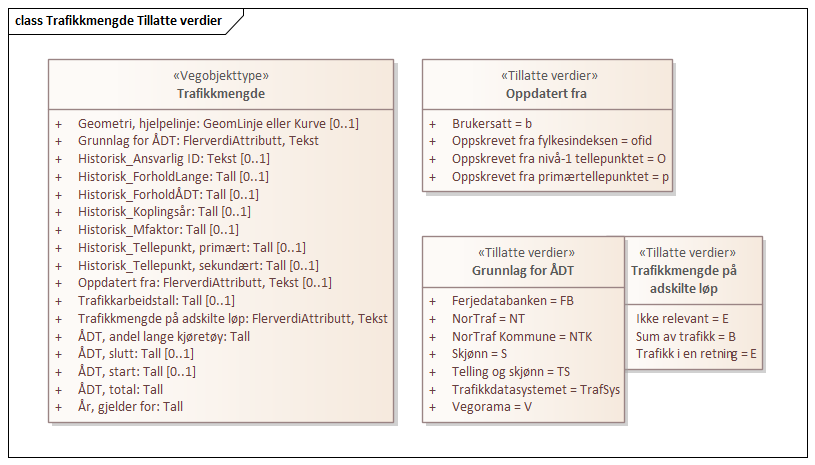 class Trafikkmengde Tillatte verdier
«Vegobjekttype»
Trafikkmengde
+ Geometri, hjelpelinje: GeomLinje eller Kurve [0..1]
+ Grunnlag for ÅDT: FlerverdiAttributt, Tekst
+ Historisk_Ansvarlig ID: Tekst [0..1]
+ Historisk_ForholdLange: Tall [0..1]
+ Historisk_ForholdÅDT: Tall [0..1]
+ Historisk_Koplingsår: Tall [0..1]
+ Historisk_Mfaktor: Tall [0..1]
+ Historisk_Tellepunkt, primært: Tall [0..1]
+ Historisk_Tellepunkt, sekundært: Tall [0..1]
+ Oppdatert fra: FlerverdiAttributt, Tekst [0..1]
+ Trafikkarbeidstall: Tall [0..1]
+ Trafikkmengde på adskilte løp: FlerverdiAttributt, Tekst
+ ÅDT, andel lange kjøretøy: Tall
+ ÅDT, slutt: Tall [0..1]
+ ÅDT, start: Tall [0..1]
+ ÅDT, total: Tall
+ År, gjelder for: Tall
«Tillatte verdier»
Oppdatert fra
+ Brukersatt = b
+ Oppskrevet fra fylkesindeksen = ofid
+ Oppskrevet fra nivå-1 tellepunktet = O
+ Oppskrevet fra primærtellepunktet = p
«Tillatte verdier»
Grunnlag for ÅDT
+ Ferjedatabanken = FB
+ NorTraf = NT
+ NorTraf Kommune = NTK
+ Skjønn = S
+ Telling og skjønn = TS
+ Trafikkdatasystemet = TrafSys
+ Vegorama = V
«Tillatte verdier»
Trafikkmengde på
adskilte løp
Ikke relevant = E
Sum av trafikk = B
Trafikk i en retning = E